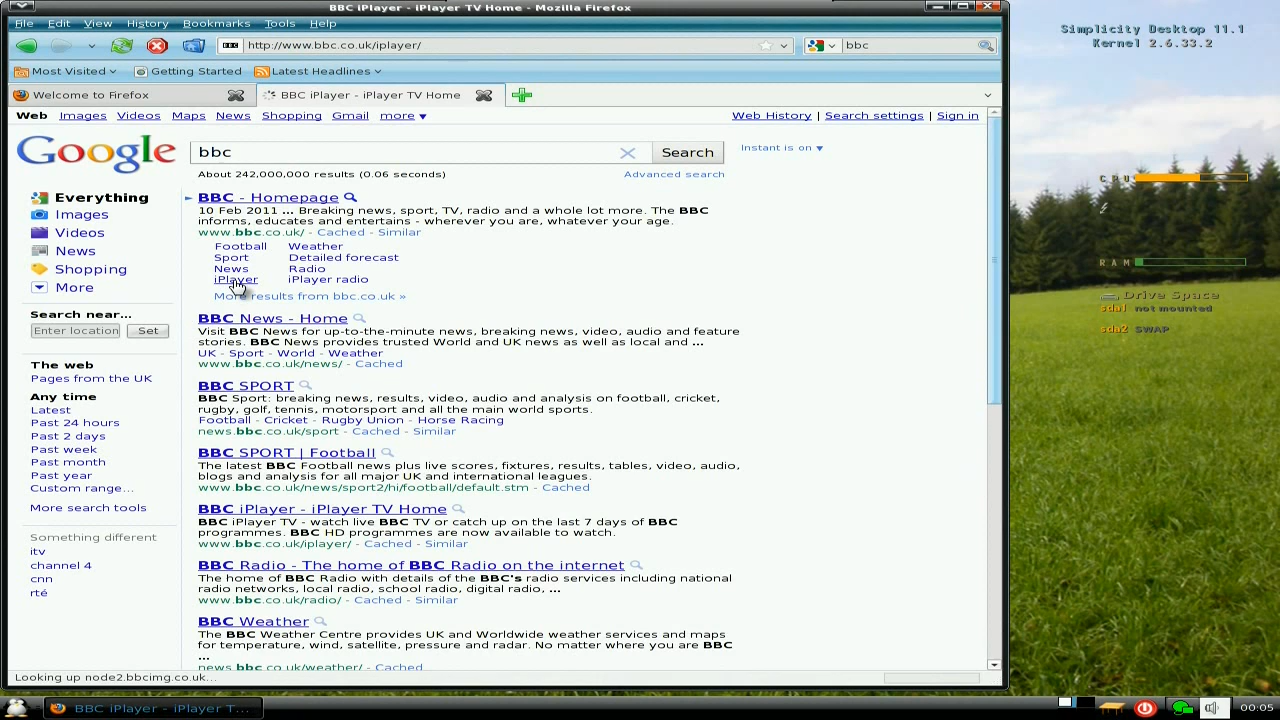 BBC iPlayer - iPlayer TV Home - Mozilla Firefox
File Edit View History Bookmarks Tools Help
BBC http://www.bbc.co.uk/iplayer/ bbc
Most Visited Getting Started Latest Headlines
Welcome to Firefox BBC iPlayer - iPlayer TV Home
Web Images Videos Maps News Shopping Gmail more Web History | Search settings | Sign in
Google bbc Search Instant is on
About 242,000,000 results (0.06 seconds) Advanced search
Everything
Images
Videos
News
Shopping
More
Search near...
Enter location Set
The web
Pages from the UK
Any time
Latest
Past 24 hours
Past 2 days
Past week
Past month
Past year
Custom range...
More search tools
Something different
itv
channel 4
cnn
rté
BBC - Homepage
10 Feb 2011 ... Breaking news, sport, TV, radio and a whole lot more. The BBC
informs, educates and entertains - wherever you are, whatever your age.
www.bbc.co.uk/ - Cached - Similar
Football Weather
Sport Detailed forecast
News Radio
iPlayer iPlayer radio
More results from bbc.co.uk »
BBC News - Home
Visit BBC News for up-to-the-minute news, breaking news, video, audio and feature
stories. BBC News provides trusted World and UK news as well as local and ...
UK - Sport - World - Weather
www.bbc.co.uk/news/ - Cached
BBC SPORT
BBC Sport: breaking news, results, video, audio and analysis on football, cricket,
rugby, golf, tennis, motorsport and all the main world sports.
Football - Cricket - Rugby Union - Horse Racing
news.bbc.co.uk/sport - Cached - Similar
BBC SPORT | Football
The latest BBC Football news plus live scores, fixtures, results, tables, video, audio,
blogs and analysis for all major UK and international leagues.
www.bbc.co.uk/news/sport2/hi/football/default.stm - Cached
BBC iPlayer - iPlayer TV Home
BBC iPlayer TV - watch live BBC TV or catch up on the last 7 days of BBC
programmes. BBC HD programmes are now available to watch.
www.bbc.co.uk/iplayer/ - Cached - Similar
BBC Radio - The home of BBC Radio on the internet
The home of BBC Radio with details of the BBC's radio services including national
radio networks, local radio, school radio, digital radio, ...
www.bbc.co.uk/radio/ - Cached - Similar
BBC Weather
The BBC Weather Centre provides UK and Worldwide weather services and maps
for temperature, wind, satellite, pressure and radar. No matter where you are BBC
...
news.bbc.co.uk/weather/ - Cached
Looking up node2.bbcimg.co.uk...
Simplicity Desktop 11.1
Kernel 2.6.33.2
CPU
RAM
Drive Space
sda1 not mounted
sda2 SWAP
BBC iPlayer - iPlayer T... 00:05